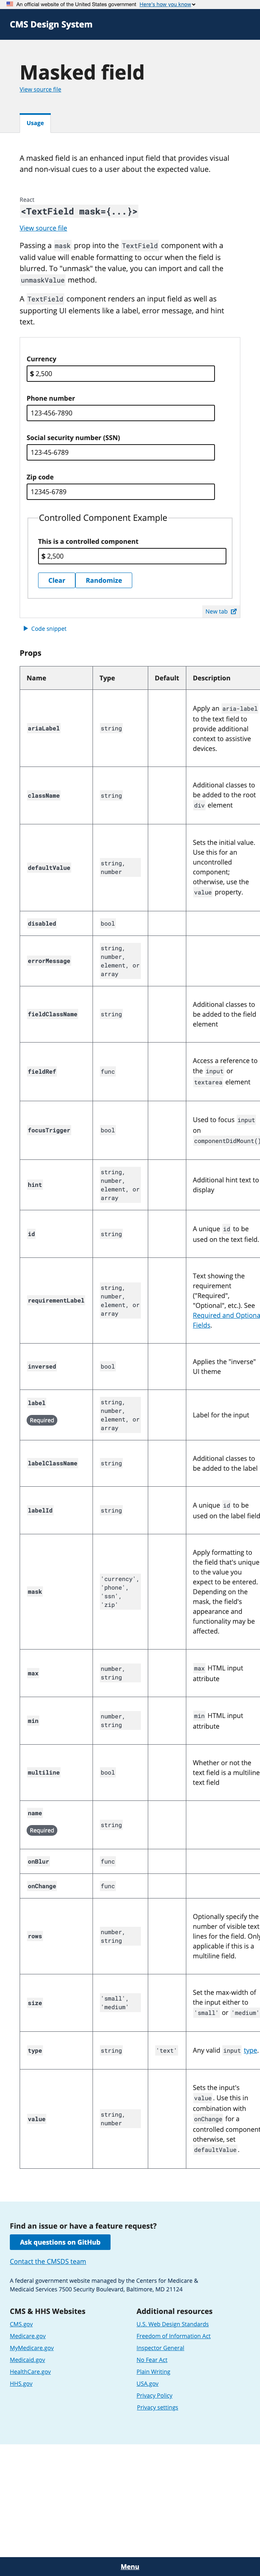 An official website of the United States government Here's how you know
CMS Design System
Masked field
View source file
Usage
A masked field is an enhanced input field that provides visual
and non-visual cues to a user about the expected value.
React
<TextField mask={...}>
View source file
Passing a mask prop into the TextField component with a
valid value will enable formatting to occur when the field is
blurred. To "unmask" the value, you can import and call the
unmaskValue method.
A TextField component renders an input field as well as
supporting UI elements like a label, error message, and hint
text.
Currency
$ 2,500
Phone number
123-456-7890
Social security number (SSN)
123-45-6789
Zip code
12345-6789
Controlled Component Example
This is a controlled component
$ 2,500
Clear Randomize
New tab
Code snippet
Props
Name Type Default Description
ariaLabel string Apply an aria-label
to the text field to
provide additional
context to assistive
devices.
className string Additional classes to
be added to the root
div element
defaultValue string,
number Sets the initial value.
Use this for an
uncontrolled
component;
otherwise, use the
value property.
disabled bool
errorMessage string,
number,
element, or
array
fieldClassName string Additional classes to
be added to the field
element
fieldRef func Access a reference to
the input or
textarea element
focusTrigger bool Used to focus input
on
componentDidMount()
hint string,
number,
element, or
array Additional hint text to
display
id string A unique id to be
used on the text field.
requirementLabel string,
number,
element, or
array Text showing the
requirement
("Required",
"Optional", etc.). See
Required and Optiona
Fields.
inversed bool Applies the "inverse"
UI theme
label
Required string,
number,
element, or
array Label for the input
labelClassName string Additional classes to
be added to the label
labelId string A unique id to be
used on the label field
mask 'currency',
'phone',
'ssn',
'zip' Apply formatting to
the field that's unique
to the value you
expect to be entered.
Depending on the
mask, the field's
appearance and
functionality may be
affected.
max number,
string max HTML input
attribute
min number,
string min HTML input
attribute
multiline bool Whether or not the
text field is a multiline
text field
name
Required string
onBlur func
onChange func
rows number,
string Optionally specify the
number of visible text
lines for the field. Only
applicable if this is a
multiline field.
size 'small',
'medium' Set the max-width of
the input either to
'small' or 'medium'
type string 'text' Any valid input type.
value string,
number Sets the input's
value. Use this in
combination with
onChange for a
controlled component
otherwise, set
defaultValue.
Find an issue or have a feature request?
Ask questions on GitHub
Contact the CMSDS team
A federal government website managed by the Centers for Medicare &
Medicaid Services 7500 Security Boulevard, Baltimore, MD 21124
CMS & HHS Websites
CMS.gov
Medicare.gov
MyMedicare.gov
Medicaid.gov
HealthCare.gov
HHS.gov
Additional resources
U.S. Web Design Standards
Freedom of Information Act
Inspector General
No Fear Act
Plain Writing
USA.gov
Privacy Policy
Privacy settings
Menu